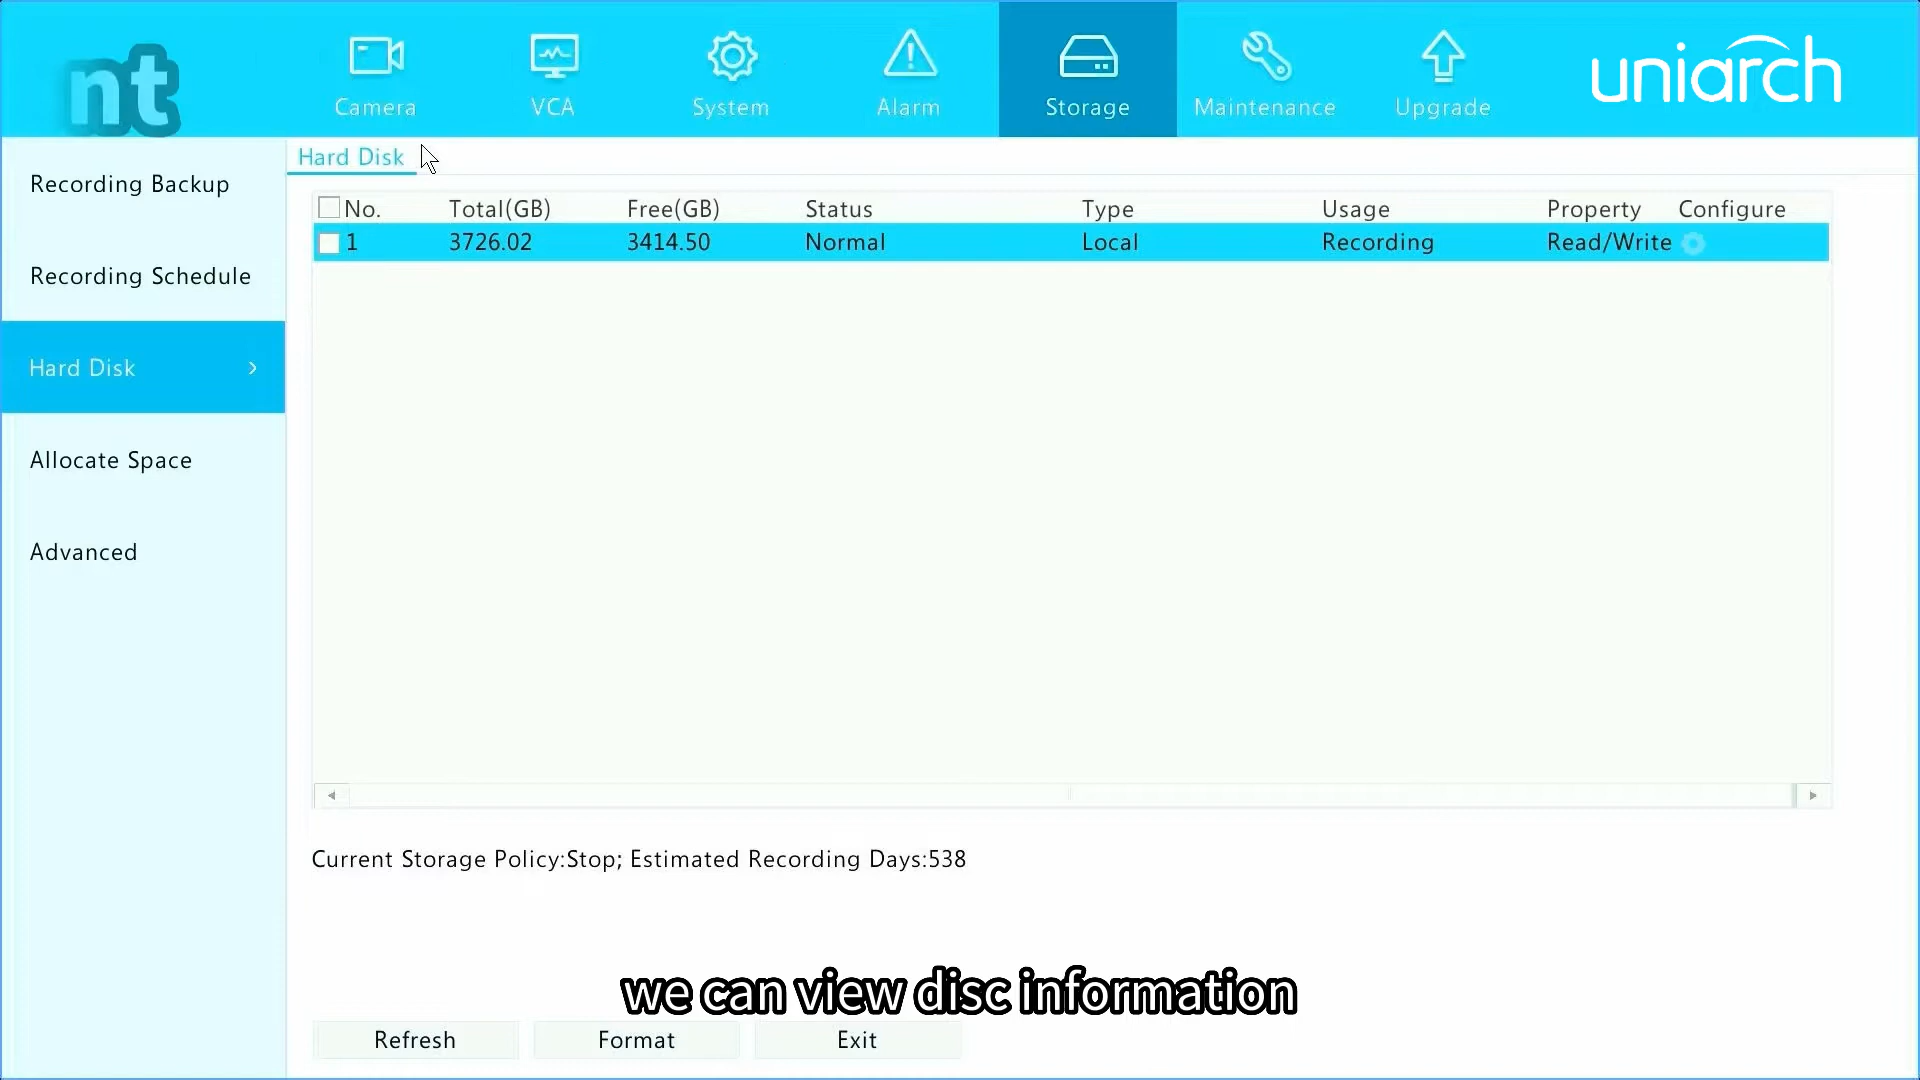 nt
Camera
VCA
System
Alarm
Storage
Maintenance
Upgrade
uniarch
Recording Backup
Recording Schedule
Hard Disk
Allocate Space
Advanced
Hard Disk
No. Total(GB) Free(GB) Status Type Usage Property Configure
1 3726.02 3414.50 Normal Local Recording Read/Write
Current Storage Policy:Stop; Estimated Recording Days:538
we can view disc information
Refresh Format Exit